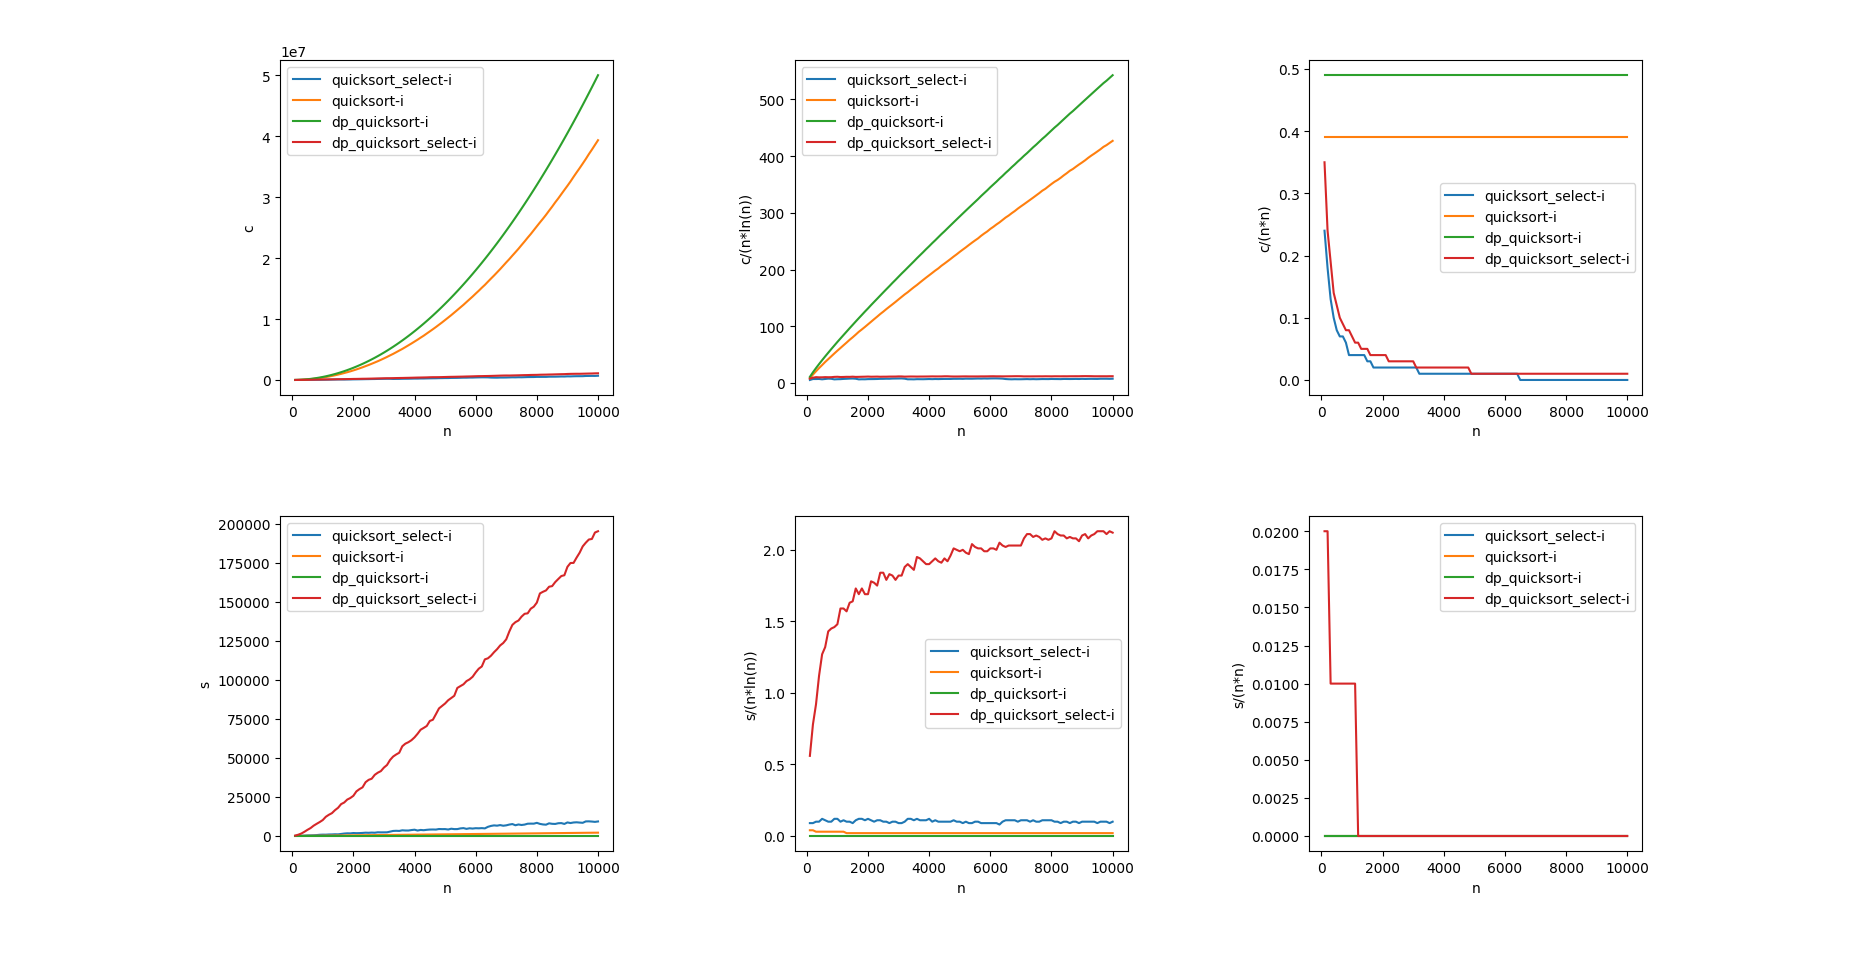 1e7
5
4
3
2
1
0
c
quicksort_select-i
quicksort-i
dp_quicksort-i
dp_quicksort_select-i
0 2000 4000 6000 8000 10000
n
500
400
300
200
100
0
c/(n*ln(n))
quicksort_select-i
quicksort-i
dp_quicksort-i
dp_quicksort_select-i
0 2000 4000 6000 8000 10000
n
0.5
0.4
0.3
0.2
0.1
0.0
c/(n*n)
quicksort_select-i
quicksort-i
dp_quicksort-i
dp_quicksort_select-i
0 2000 4000 6000 8000 10000
n
200000
175000
150000
125000
100000
75000
50000
25000
0
s
quicksort_select-i
quicksort-i
dp_quicksort-i
dp_quicksort_select-i
0 2000 4000 6000 8000 10000
n
2.0
1.5
1.0
0.5
0.0
s/(n*ln(n))
quicksort_select-i
quicksort-i
dp_quicksort-i
dp_quicksort_select-i
0 2000 4000 6000 8000 10000
n
0.0200
0.0175
0.0150
0.0125
0.0100
0.0075
0.0050
0.0025
0.0000
s/(n*n)
quicksort_select-i
quicksort-i
dp_quicksort-i
dp_quicksort_select-i
0 2000 4000 6000 8000 10000
n